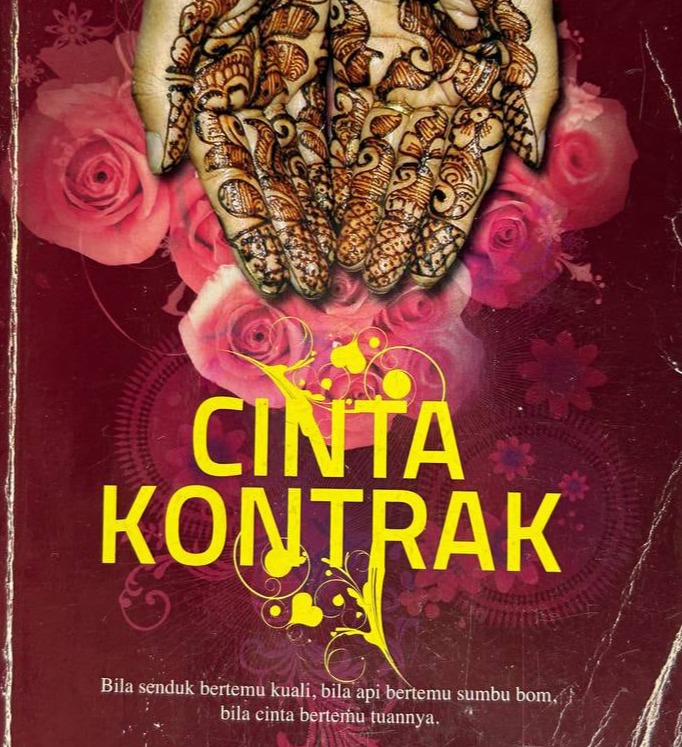 CINTA
KONTRAK
Bila senduk bertemu kuali, bila api bertemu sumbu bom,
bila cinta bertemu tuannya.